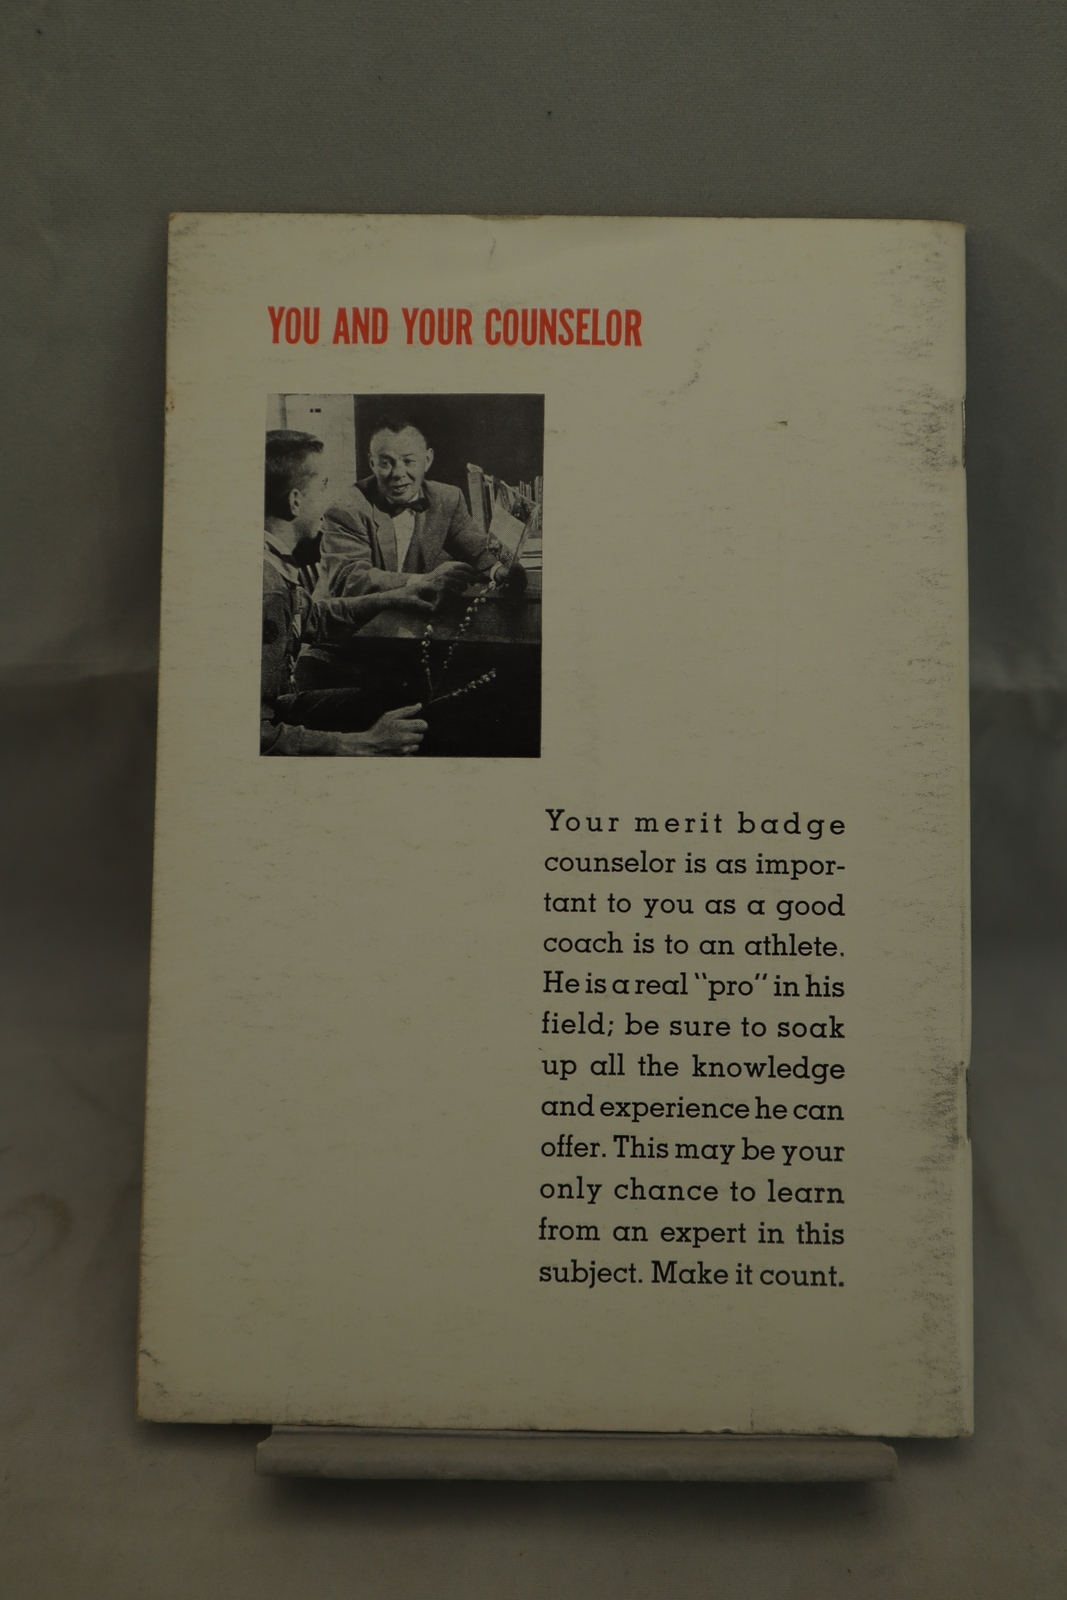 YOU AND YOUR COUNSELOR
Your merit badge
counselor is as impor-
tant to you as a good
coach is to an athlete.
He is a real "pro" in his
field; be sure to soak
up all the knowledge
and experience he can
offer. This may be your
only chance to learn
from an expert in this
subject. Make it count.